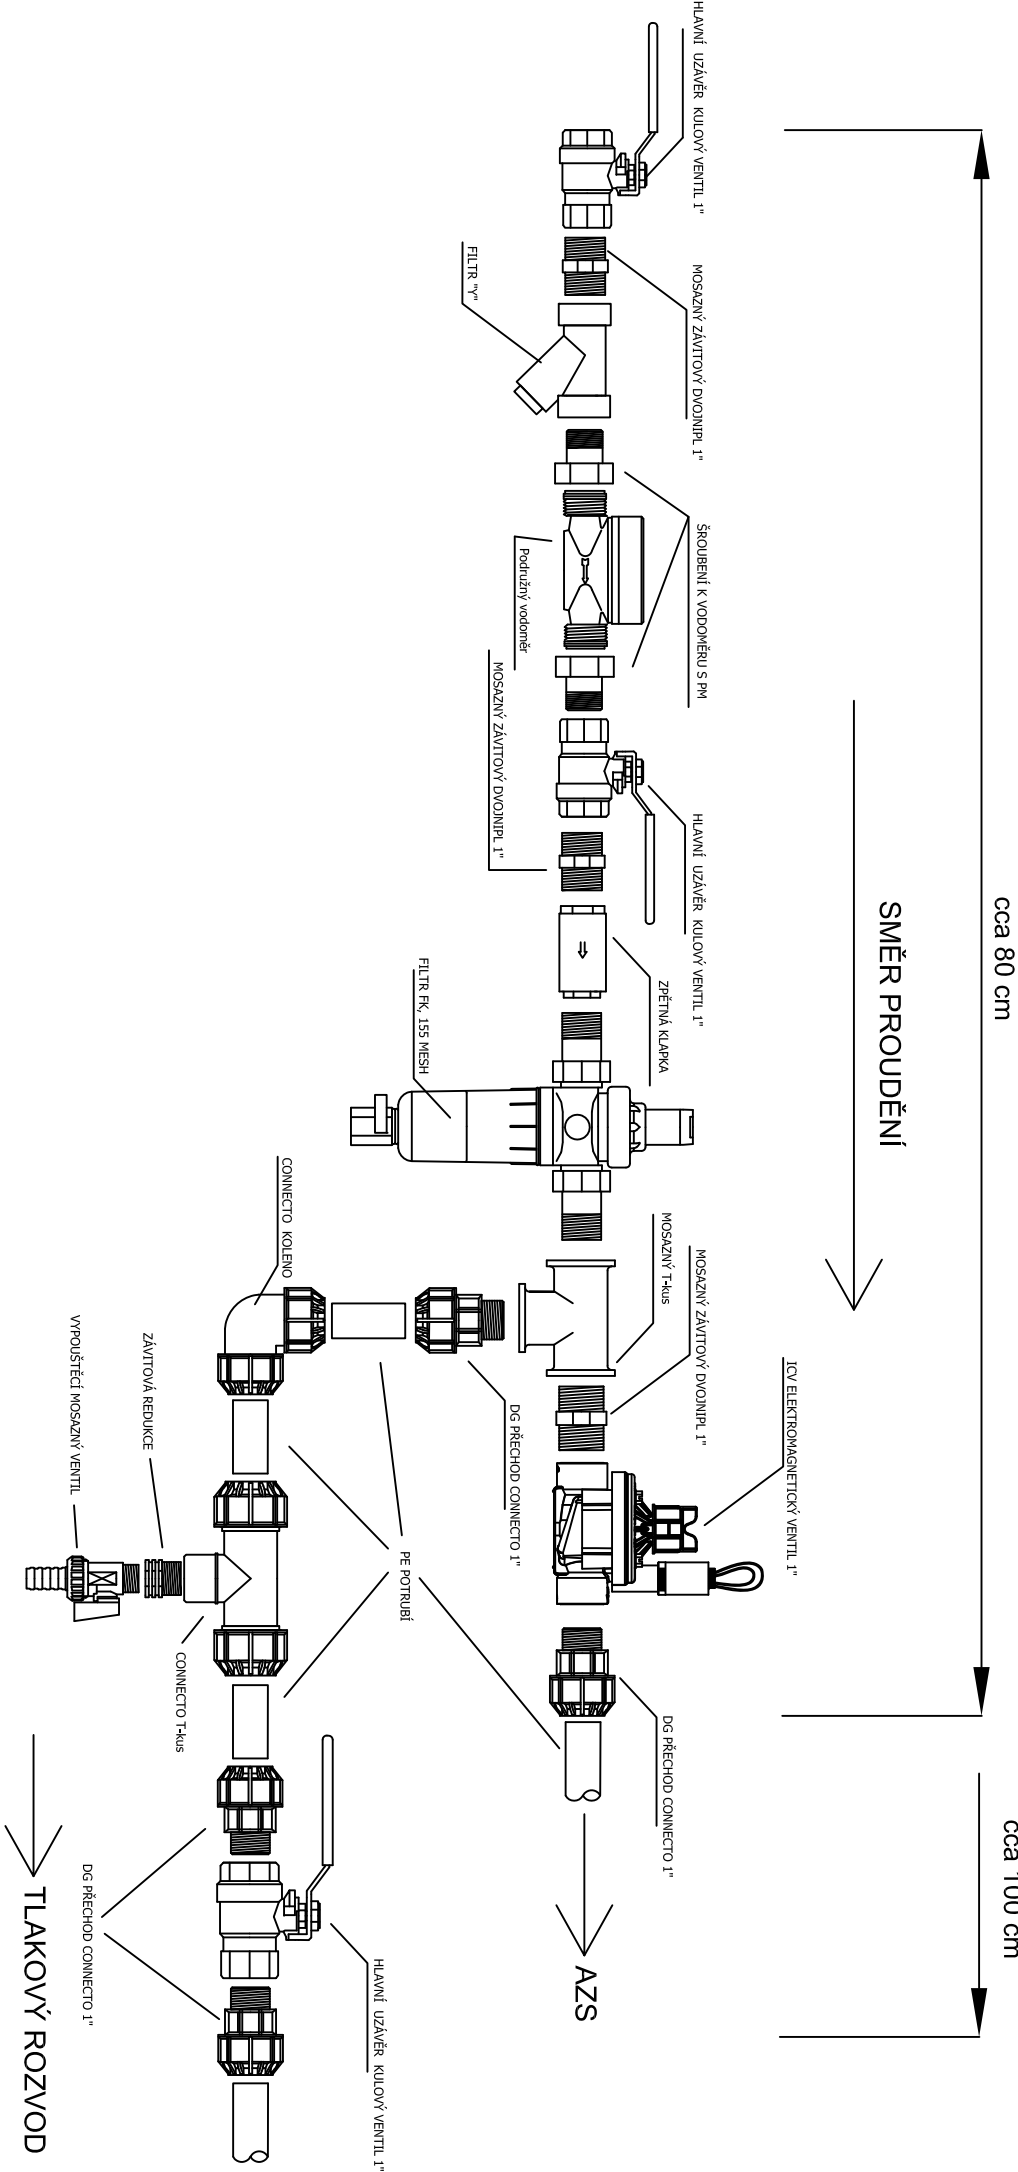 cca 80 cm
cca 100 cm
SMĚR PROUDĚNÍ
HLAVNÍ UZÁVĚR KULOVÝ VENTIL 1"
MOSAZNÝ ZÁVITOVÝ DVOJNIPL 1"
FILTR "Y"
ŠROUBENÍ K VODOMĚRU S PM
Podružný vodoměr
MOSAZNÝ ZÁVITOVÝ DVOJNIPL 1"
HLAVNÍ UZÁVĚR KULOVÝ VENTIL 1"
ZPĚTNÁ KLAPKA
FILTR FK, 155 MESH
MOSAZNÝ T-kus
MOSAZNÝ ZÁVITOVÝ DVOJNIPL 1"
ICV ELEKTROMAGNETICKÝ VENTIL 1"
DG PŘECHOD CONNECTO 1"
AZS
DG PŘECHOD CONNECTO 1"
PE POTRUBÍ
CONNECTO KOLENO
ZÁVITOVÁ REDUKCE
VYPOUŠTĚCÍ MOSAZNÝ VENTIL
CONNECTO T-kus
DG PŘECHOD CONNECTO 1"
HLAVNÍ UZÁVĚR KULOVÝ VENTIL 1"
TLAKOVÝ ROZVOD